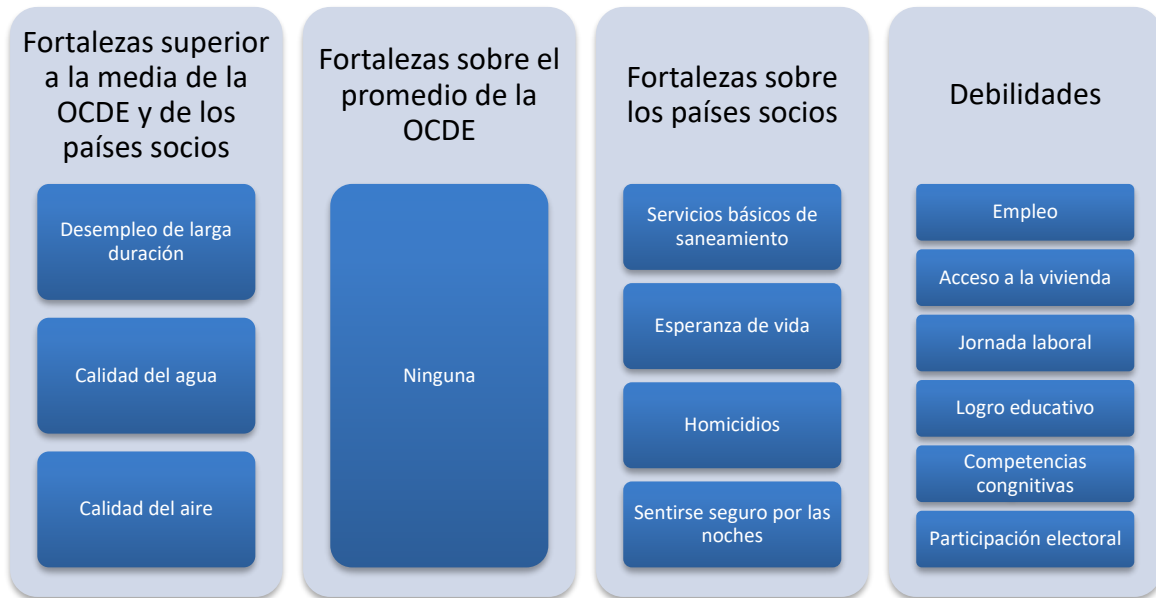 Fortalezas superior
a la media de la
OCDE y de los
países socios
Desempleo de larga
duración
Calidad del agua
Calidad del aire
Fortalezas sobre el
promedio de la
OCDE
Ninguna
Fortalezas sobre
los países socios
Servicios básicos de
saneamiento
Esperanza de vida
Homicidios
Sentirse seguro por las
noches
Debilidades
Empleo
Acceso a la vivienda
Jornada laboral
Logro educativo
Competencias
congnitivas
Participación electoral